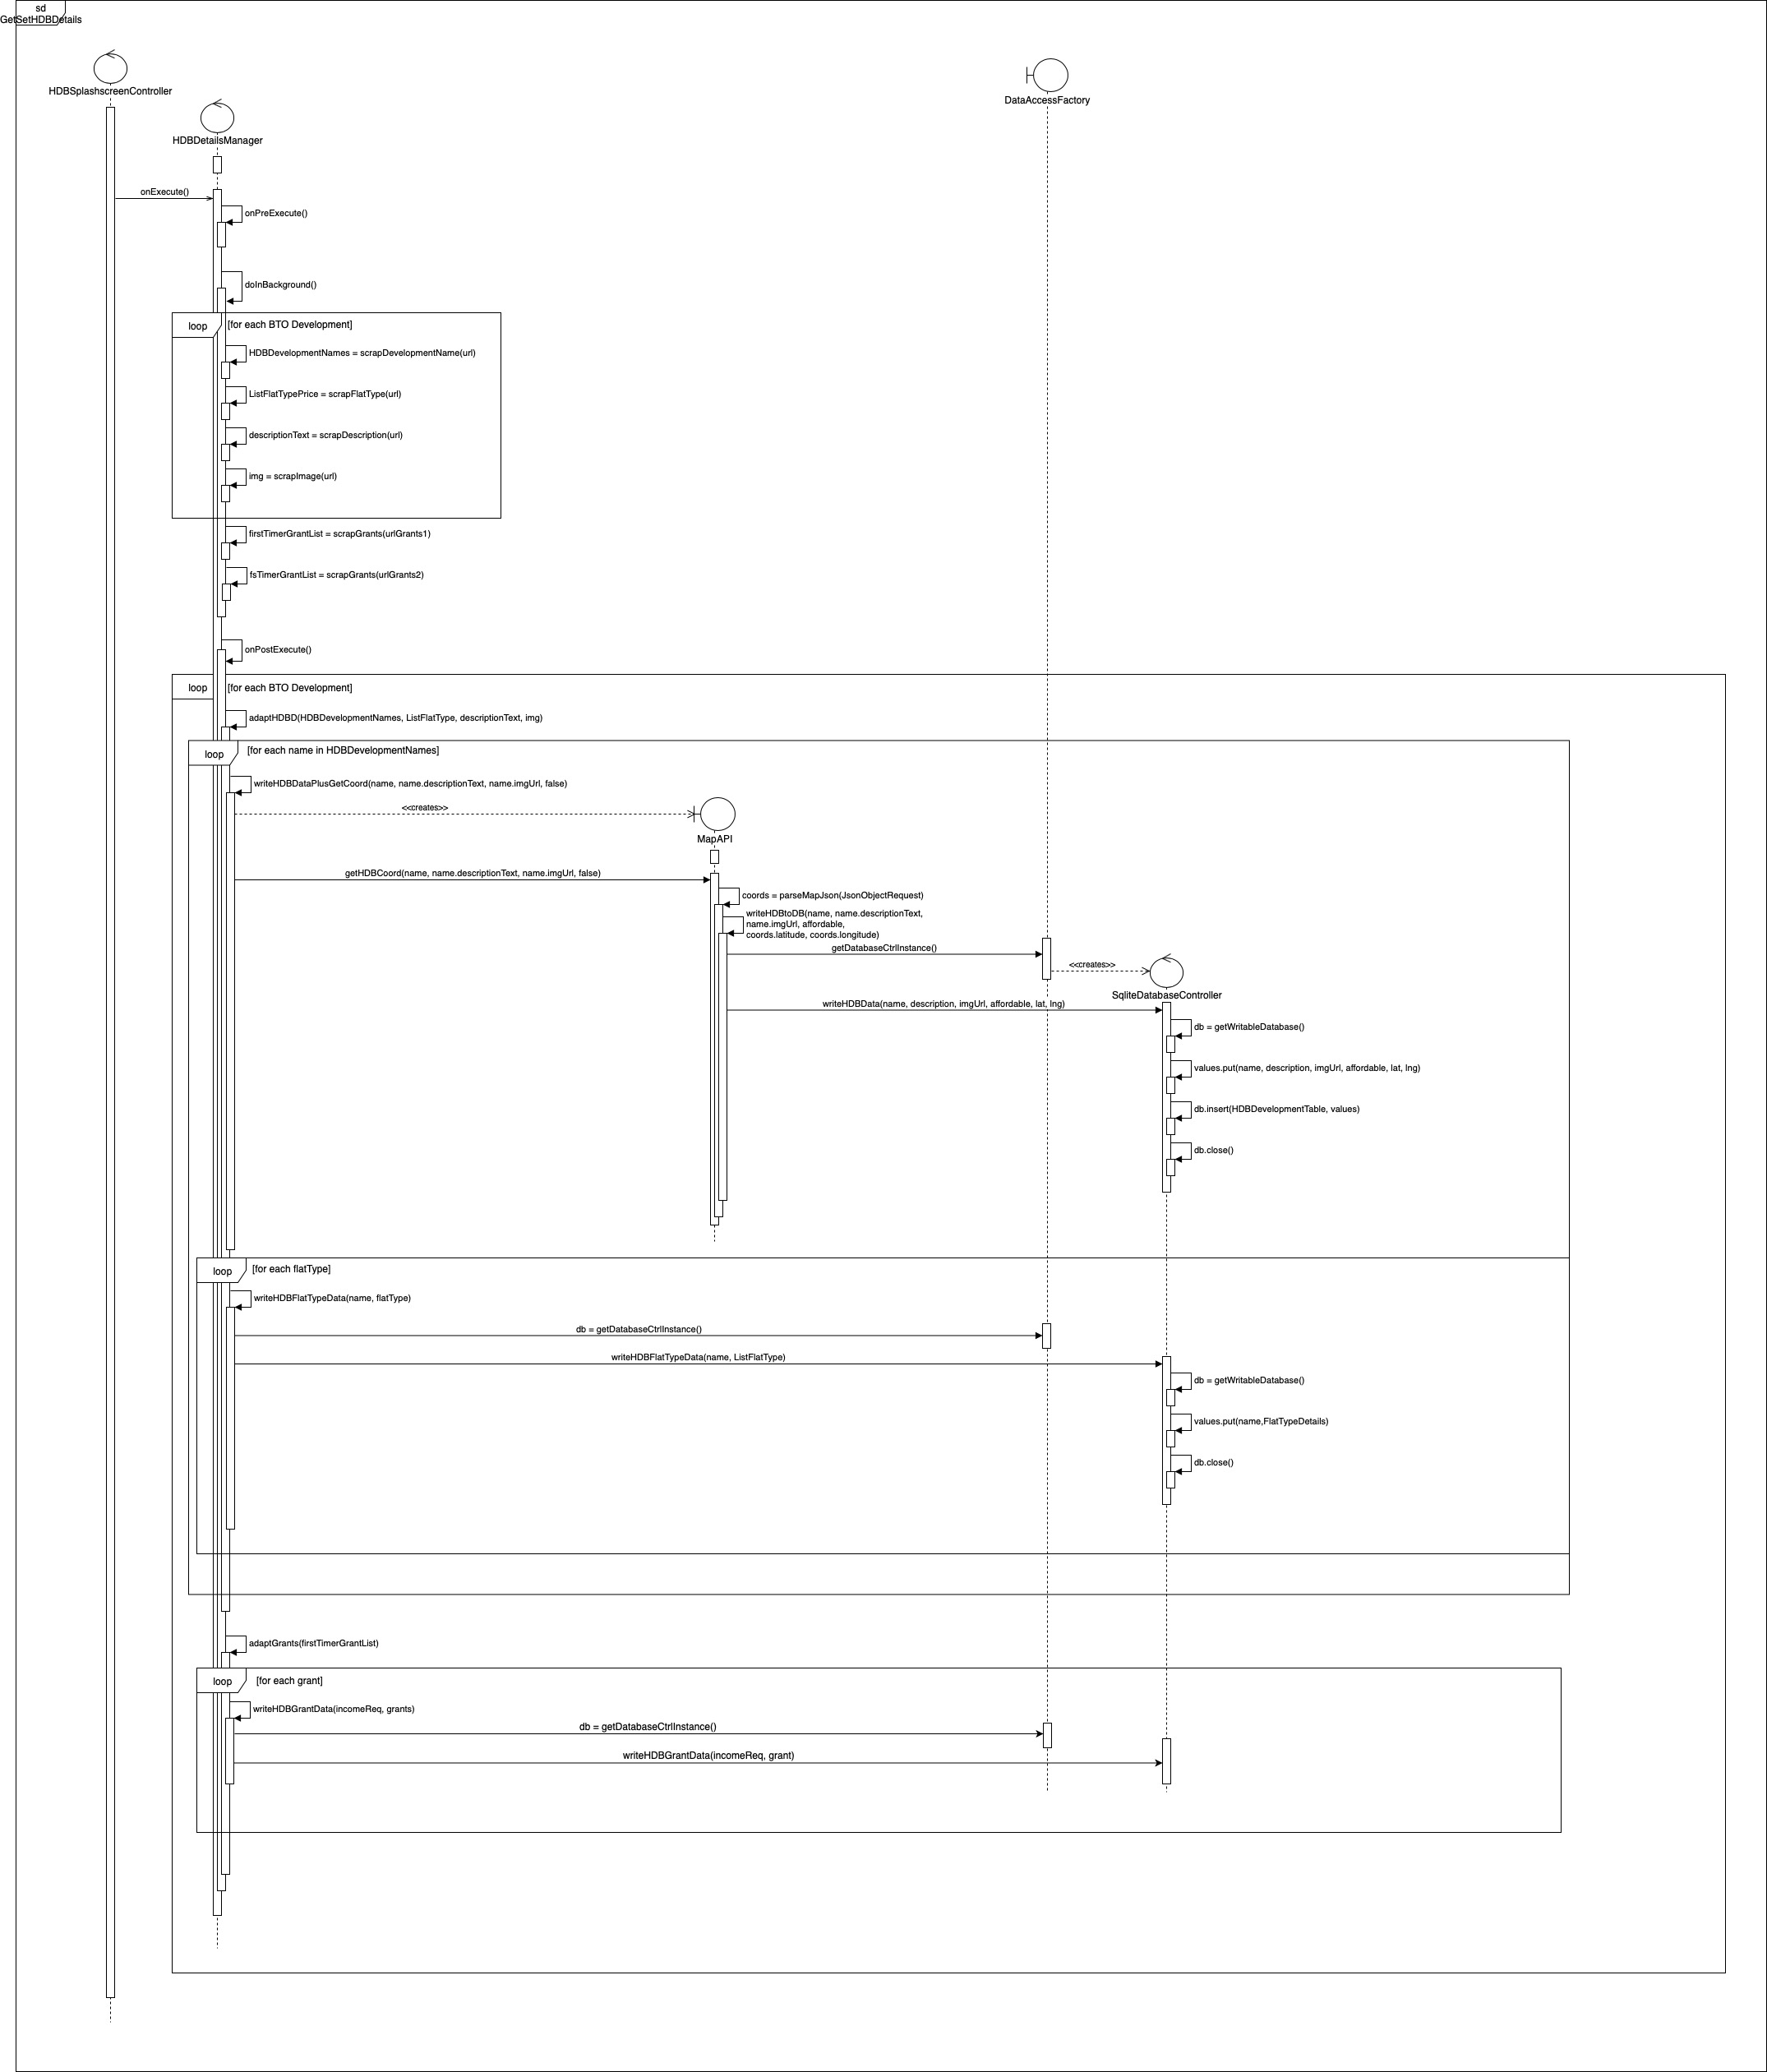 sd
GetSetHDBDetails
HDBSplashscreenController
DataAccessFactory
HDBDetailsManager
onExecute()
onPreExecute()
doInBackground()
loop
[for each BTO Development]
HDBDevelopmentNames = scrapDevelopmentName(url)
ListFlatTypePrice = scrapFlatType(url)
descriptionText = scrapDescription(url)
img = scrapImage(url)
firstTimerGrantList = scrapGrants(urlGrants1)
fsTimerGrantList = scrapGrants(urlGrants2)
onPostExecute()
loop
[for each BTO Development]
adaptHDBD(HDBDevelopmentNames, ListFlatType, descriptionText, img)
loop
[for each name in HDBDevelopmentNames]
writeHDBDataPlusGetCoord(name, name.descriptionText, name.imgUrl, false)
<<creates>>
MapAPI
getHDBCoord(name, name.descriptionText, name.imgUrl, false)
coords = parseMapJson(JsonObjectRequest)
writeHDBtoDB(name, name.descriptionText,
name.imgUrl, affordable,
coords.latitude, coords.longitude)
getDatabaseCtrlInstance()
<<creates>>
SqliteDatabaseController
writeHDBData(name, description, imgUrl, affordable, lat, lng)
db = getWritableDatabase()
values.put(name, description, imgUrl, affordable, lat, lng)
db.insert(HDBDevelopmentTable, values)
db.close()
loop
[for each flatType]
writeHDBFlatTypeData(name, flatType)
db = getDatabaseCtrlInstance()
writeHDBFlatTypeData(name, ListFlatType)
db = getWritableDatabase()
values.put(name,FlatTypeDetails)
db.close()
adaptGrants(firstTimerGrantList)
loop
[for each grant]
writeHDBGrantData(incomeReq, grants)
db = getDatabaseCtrlInstance()
writeHDBGrantData(incomeReq, grant)